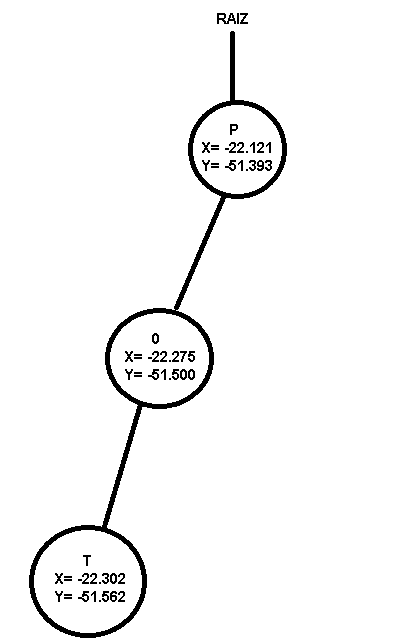 RAIZ
P
X= -22.121
Y= -51.393
0
X= -22.275
Y= -51.500
T
X= -22.302
Y= -51.562